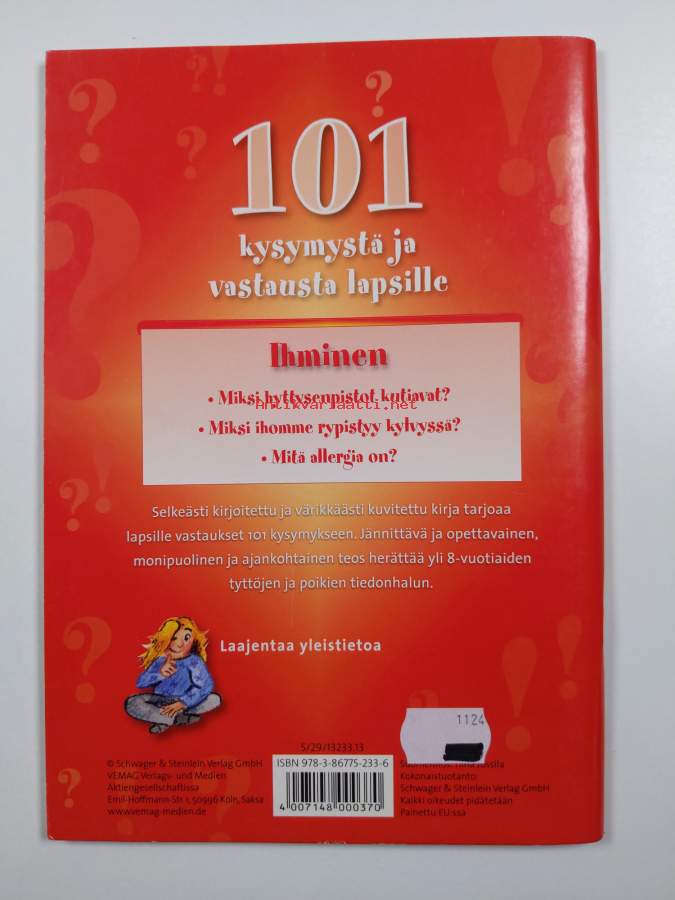 101
kysymystä ja
vastausta lapsille
Ihminen
• Miksi hyttysenpistot kutiavat?
antikvariaatti.net
• Miksi ihomme rypistyy kylvyssä?
• Mitä allergia on?
Selkeästi kirjoitettu ja värikkäästi kuvitettu kirja tarjoaa
lapsille vastaukset 101 kysymykseen. Jännittävä ja opettavainen,
monipuolinen ja ajankohtainen teos herättää yli 8-vuotiaiden
tyttöjen ja poikien tiedonhalun.
Laajentaa yleistietoa
1124
5/29/13233.13
© Schwager & Steinlein Verlag GmbH
VEMAG Verlags- und Medien
Aktiengesellschaft
Emil-Hoffmann-Str. 1, 50996 Köln, Saksa
www.vemag-medien.de
ISBN 978-3-86775-233-6
4 007148 000370
Kokonaistuotanto:
Schwager & Steinlein Verlag GmbH
Kaikki oikeudet pidätetään
Painettu EU:ssa